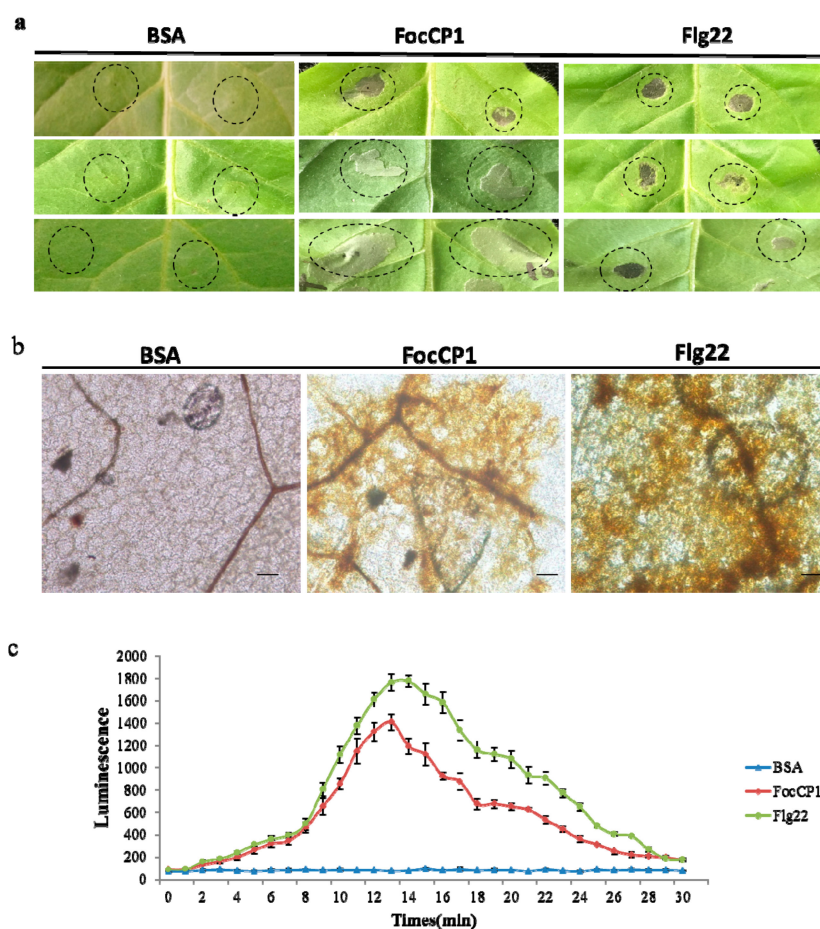 a
BSA FocCP1 Flg22
b
BSA FocCP1 Flg22
c
2000
1800
1600
1400
1200
1000
800
600
400
200
0
Luminescence
0 2 4 6 8 10 12 14 16 18 20 22 24 26 28 30
Times(min)
BSA
FocCP1
Flg22